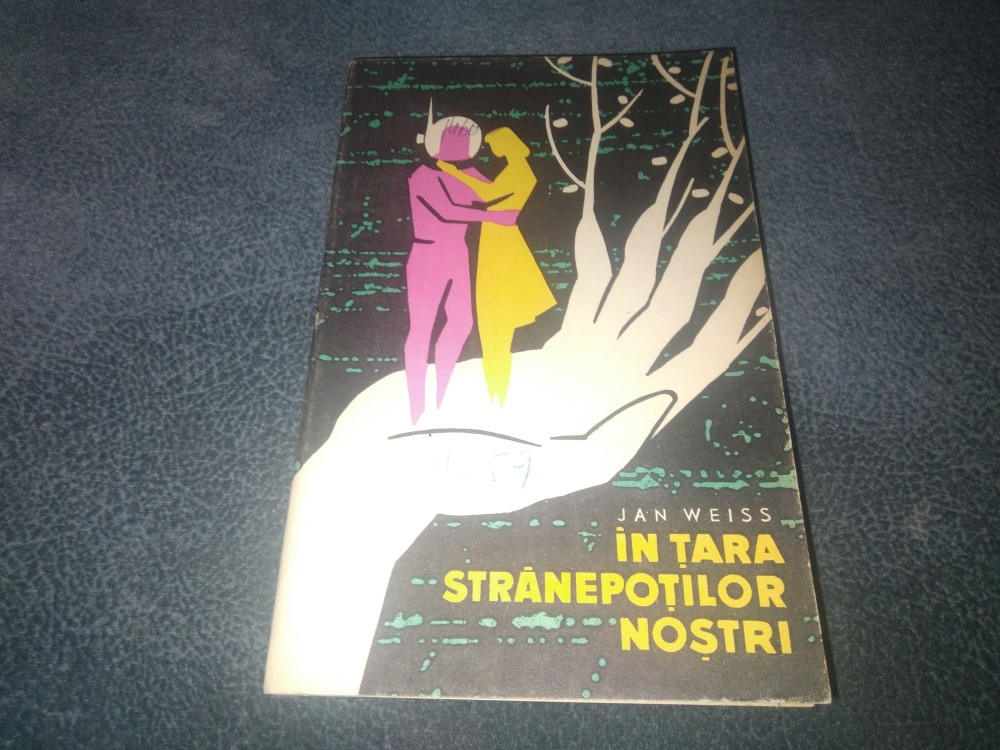 JAN WEISS
ÎN ȚARA
STRĂNEPOȚILOR
NOȘTRI